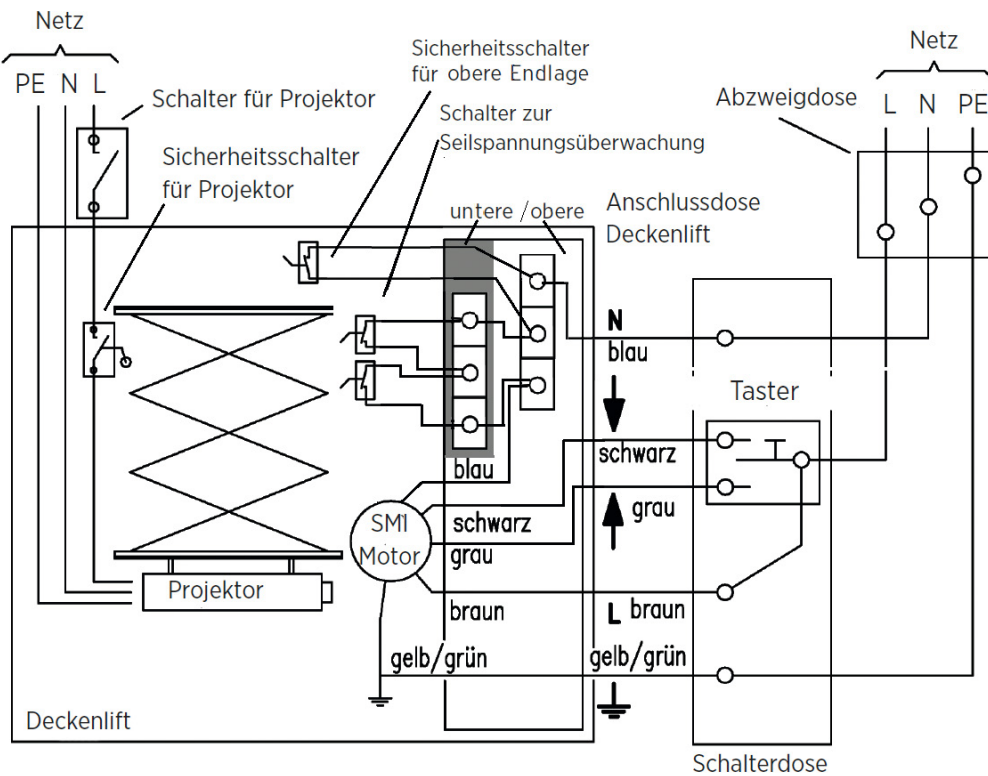 Netz
PE N L
Schalter für Projektor
Sicherheitsschalter
für Projektor
Sicherheitsschalter
für obere Endlage
Schalter zur
Seilspannungsüberwachung
untere /obere
Anschlussdose
Deckenlift
Netz
Abzweigdose
L N PE
N
blau
Taster
schwarz
grau
blau
SM1
Motor
schwarz
grau
braun
L braun
gelb/grün
gelb/grün
Projektor
Deckenlift
Schalterdose